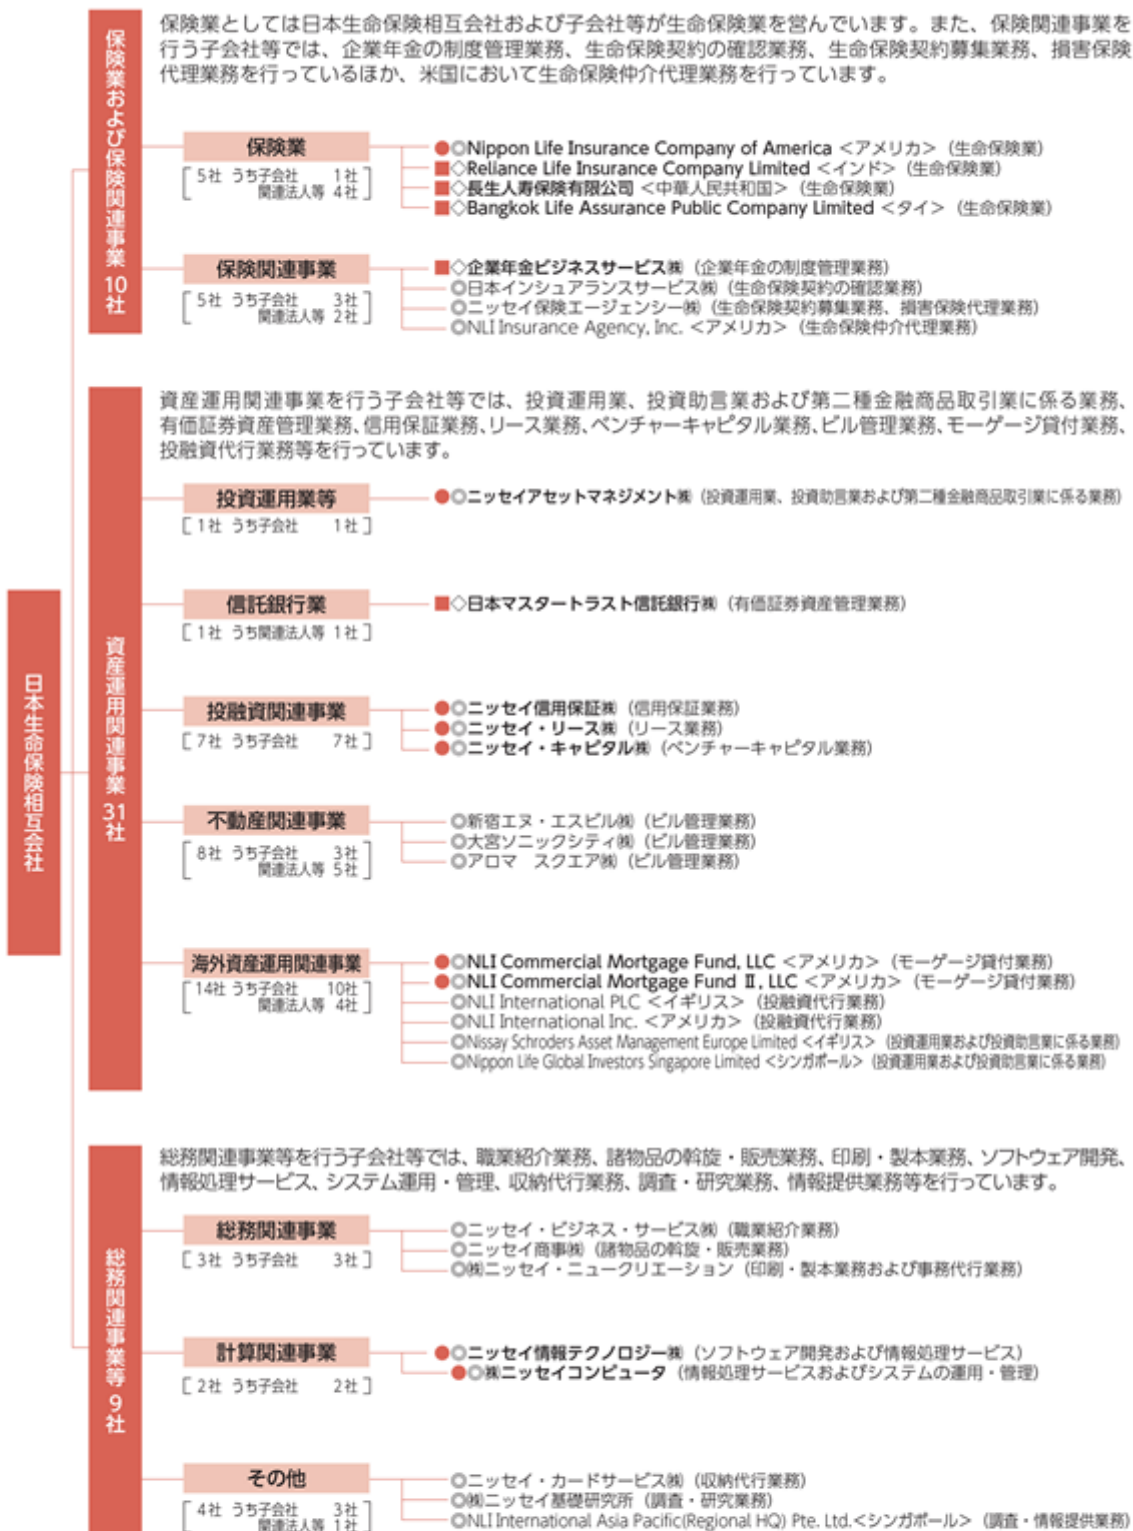 日本生命保険相互会社
保険業および保険関連事業 10社
保険業としては日本生命保険相互会社および子会社等が生命保険業を営んでいます。また、保険関連事業を
行う子会社等では、企業年金の制度管理業務、生命保険契約の確認業務、生命保険契約募集業務、損害保険
代理業務を行っているほか、米国において生命保険仲介代理業務を行っています。
保険業
[5社 うち子会社 1社
関連法人等 4社]
●◎Nippon Life Insurance Company of America <アメリカ> (生命保険業)
■◇Reliance Life Insurance Company Limited <インド> (生命保険業)
■◇長生人寿保険有限公司 <中華人民共和国> (生命保険業)
■◇Bangkok Life Assurance Public Company Limited <タイ> (生命保険業)
保険関連事業
[5社 うち子会社 3社
関連法人等 2社]
■◇企業年金ビジネスサービス㈱ (企業年金の制度管理業務)
◎日本インシュアランスサービス㈱ (生命保険契約の確認業務)
◎ニッセイ保険エージェンシー㈱ (生命保険契約募集業務、損害保険代理業務)
◎NLI Insurance Agency, Inc. <アメリカ> (生命保険仲介代理業務)
資産運用関連事業 31社
資産運用関連事業を行う子会社等では、投資運用業、投資助言業および第二種金融商品取引業に係る業務、
有価証券資産管理業務、信用保証業務、リース業務、ベンチャーキャピタル業務、ビル管理業務、モーゲージ貸付業務、
投融資代行業務等を行っています。
投資運用業等
[1社 うち子会社 1社]
●◎ニッセイアセットマネジメント㈱ (投資運用業、投資助言業および第二種金融商品取引業に係る業務)
信託銀行業
[1社 うち関連法人等 1社]
■◇日本マスタートラスト信託銀行㈱ (有価証券資産管理業務)
投融資関連事業
[7社 うち子会社 7社]
●◎ニッセイ信用保証㈱ (信用保証業務)
●◎ニッセイ・リース㈱ (リース業務)
●◎ニッセイ・キャピタル㈱ (ベンチャーキャピタル業務)
不動産関連事業
[8社 うち子会社 3社
関連法人等 5社]
◎新宿エヌ・エスビル㈱ (ビル管理業務)
◎大宮ソニックシティ㈱ (ビル管理業務)
◎アロマ スクエア㈱ (ビル管理業務)
海外資産運用関連事業
[14社 うち子会社 10社
関連法人等 4社]
●◎NLI Commercial Mortgage Fund, LLC <アメリカ> (モーゲージ貸付業務)
●◎NLI Commercial Mortgage Fund Ⅱ, LLC <アメリカ> (モーゲージ貸付業務)
◎NLI International PLC <イギリス> (投融資代行業務)
◎NLI International Inc. <アメリカ> (投融資代行業務)
◎Nissay Schroders Asset Management Europe Limited <イギリス> (投資運用業および投資助言業に係る業務)
◎Nippon Life Global Investors Singapore Limited <シンガポール> (投資運用業および投資助言業に係る業務)
総務関連事業等 9社
総務関連事業等を行う子会社等では、職業紹介業務、諸物品の斡旋・販売業務、印刷・製本業務、ソフトウェア開発、
情報処理サービス、システム運用・管理、収納代行業務、調査・研究業務、情報提供業務等を行っています。
総務関連事業
[3社 うち子会社 3社]
◎ニッセイ・ビジネス・サービス㈱ (職業紹介業務)
◎ニッセイ商事㈱ (諸物品の斡旋・販売業務)
◎㈱ニッセイ・ニュークリエーション (印刷・製本業務および事務代行業務)
計算関連事業
[2社 うち子会社 2社]
●◎ニッセイ情報テクノロジー㈱ (ソフトウェア開発および情報処理サービス)
●◎㈱ニッセイコンピュータ (情報処理サービスおよびシステムの運用・管理)
その他
[4社 うち子会社 3社
関連法人等 1社]
◎ニッセイ・カードサービス㈱ (収納代行業務)
◎㈱ニッセイ基礎研究所 (調査・研究業務)
◎NLI International Asia Pacific(Regional HQ) Pte. Ltd.<シンガポール> (調査・情報提供業務)